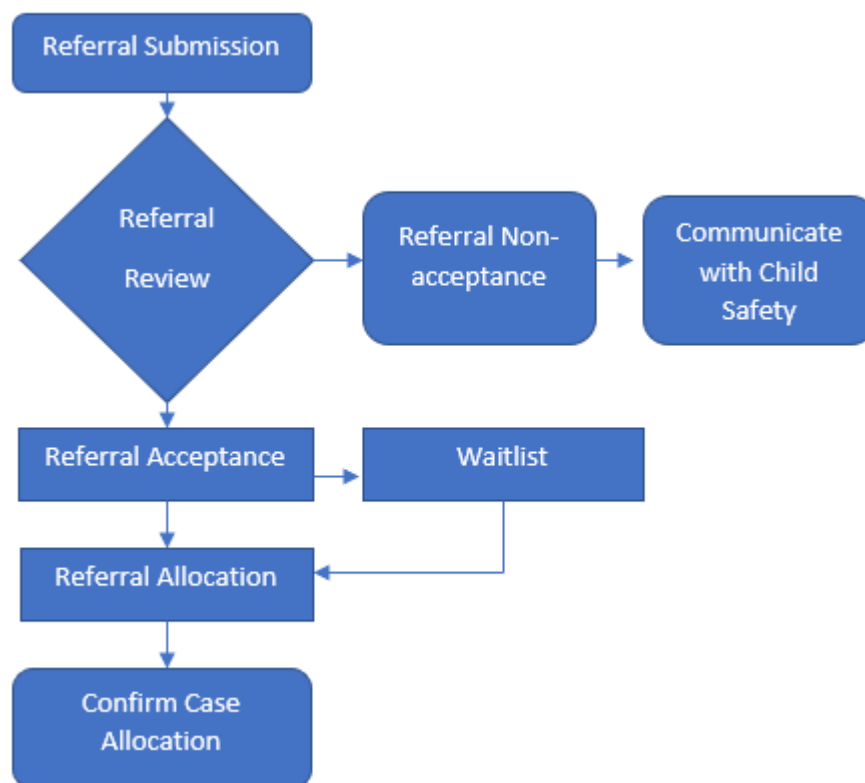 Referral Submission
Referral
Review
Referral Non-
acceptance
Communicate
with Child
Safety
Referral Acceptance
Waitlist
Referral Allocation
Confirm Case
Allocation